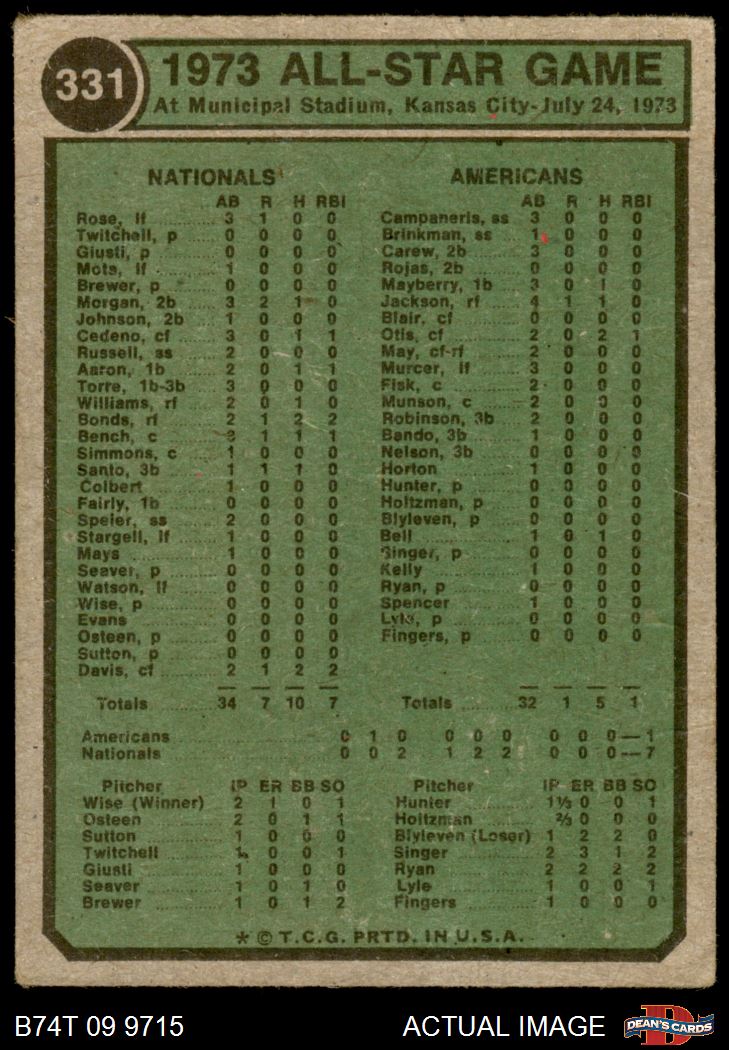 331
1973 ALL-STAR GAME
At Municipal Stadium, Kansas City-July 24, 1973
NATIONALS
AB R H RBI
Rose, lf 3 1 0 0
Twitchell, p 0 0 0 0
Giusti, p 0 0 0 0
Mota, lf 1 0 0 0
Brewer, p 0 0 0 0
Morgan, 2b 3 2 1 0
Johnson, 2b 1 0 0 0
Cedeno, cf 3 0 1 1
Russell, ss 2 0 0 0
Aaron, 1b 2 0 1 1
Torre, 1b-3b 3 0 0 0
Williams, rf 2 0 1 0
Bonds, rf 2 1 2 2
Bench, c 3 1 1 1
Simmons, c 1 0 0 0
Santo, 3b 1 1 1 0
Colbert 1 0 0 0
Fairly, 1b 0 0 0 0
Speier, ss 2 0 0 0
Stargell, lf 1 0 0 0
Mays 1 0 0 0
Seaver, p 0 0 0 0
Watson, lf 0 0 0 0
Wise, p 0 0 0 0
Evans 0 0 0 0
Osteen, p 0 0 0 0
Sutton, p 0 0 0 0
Davis, cf 2 1 2 2
Totals 34 7 10 7
AMERICANS
AB R H RBI
Campaneris, ss 3 0 0 0
Brinkman, ss 1 0 0 0
Carew, 2b 3 0 0 0
Rojas, 2b 0 0 0 0
Mayberry, 1b 3 0 1 0
Jackson, rf 4 1 1 0
Blair, cf 0 0 0 0
Otis, cf 2 0 2 1
May, cf-rf 2 0 0 0
Murcer, lf 3 0 0 0
Fisk, c 2 0 0 0
Munson, c 2 0 0 0
Robinson, 3b 2 0 0 0
Bando, 3b 1 0 0 0
Nelson, 3b 0 0 0 0
Horton 1 0 0 0
Hunter, p 0 0 0 0
Holtzman, p 0 0 0 0
Blyleven, p 0 0 0 0
Bell 1 0 1 0
Singer, p 0 0 0 0
Kelly 1 0 0 0
Ryan, p 0 0 0 0
Spencer 1 0 0 0
Lyle, p 0 0 0 0
Fingers, p 0 0 0 0
Totals 32 1 5 1
Americans 0 1 0 0 0 0 0 0 0—1
Nationals 0 0 2 1 2 2 0 0 0—7
Pitcher IP ER BB SO
Wise (Winner) 2 1 0 1
Osteen 2 0 1 1
Sutton 1 0 0 0
Twitchell 1 0 0 1
Giusti 1 0 0 0
Seaver 1 0 1 0
Brewer 1 0 1 2
Pitcher IP ER BB SO
Hunter 1⅓ 0 0 1
Holtzman ⅔ 0 0 0
Blyleven (Loser) 1 2 2 0
Singer 2 3 1 2
Ryan 2 2 2 2
Lyle 1 0 0 1
Fingers 1 0 0 0
* © T.C.G. PRTD. IN U.S.A.
B74T 09 9715
ACTUAL IMAGE
D
DEAN'S CARDS